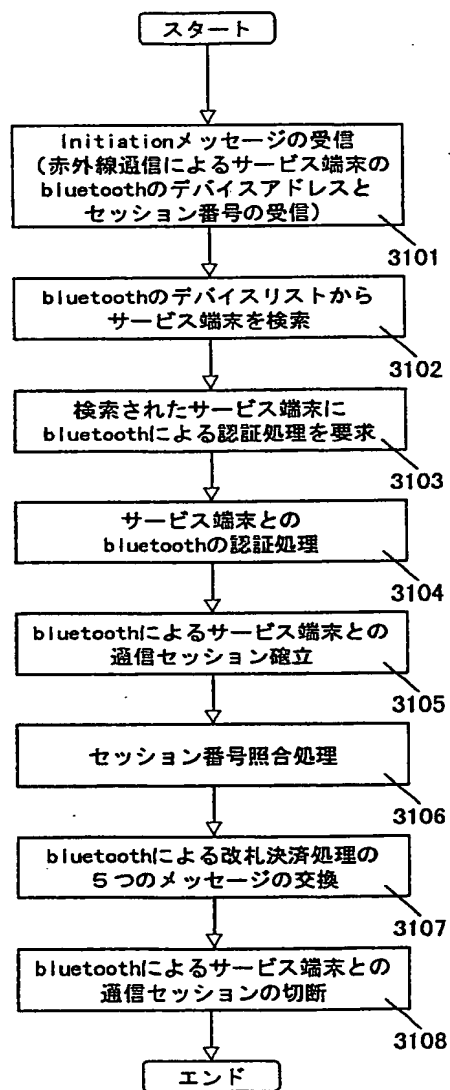 スタート
Initiationメッセージの受信
(赤外線通信によるサービス端末の
bluetoothのデバイスアドレスと
セッション番号の受信)
3101
bluetoothのデバイスリストから
サービス端末を検索
3102
検索されたサービス端末に
bluetoothによる認証処理を要求
3103
サービス端末との
bluetoothの認証処理
3104
bluetoothによるサービス端末との
通信セッション確立
3105
セッション番号照合処理
3106
bluetoothによる改札決済処理の
5つのメッセージの交換
3107
bluetoothによるサービス端末との
通信セッションの切断
3108
エンド